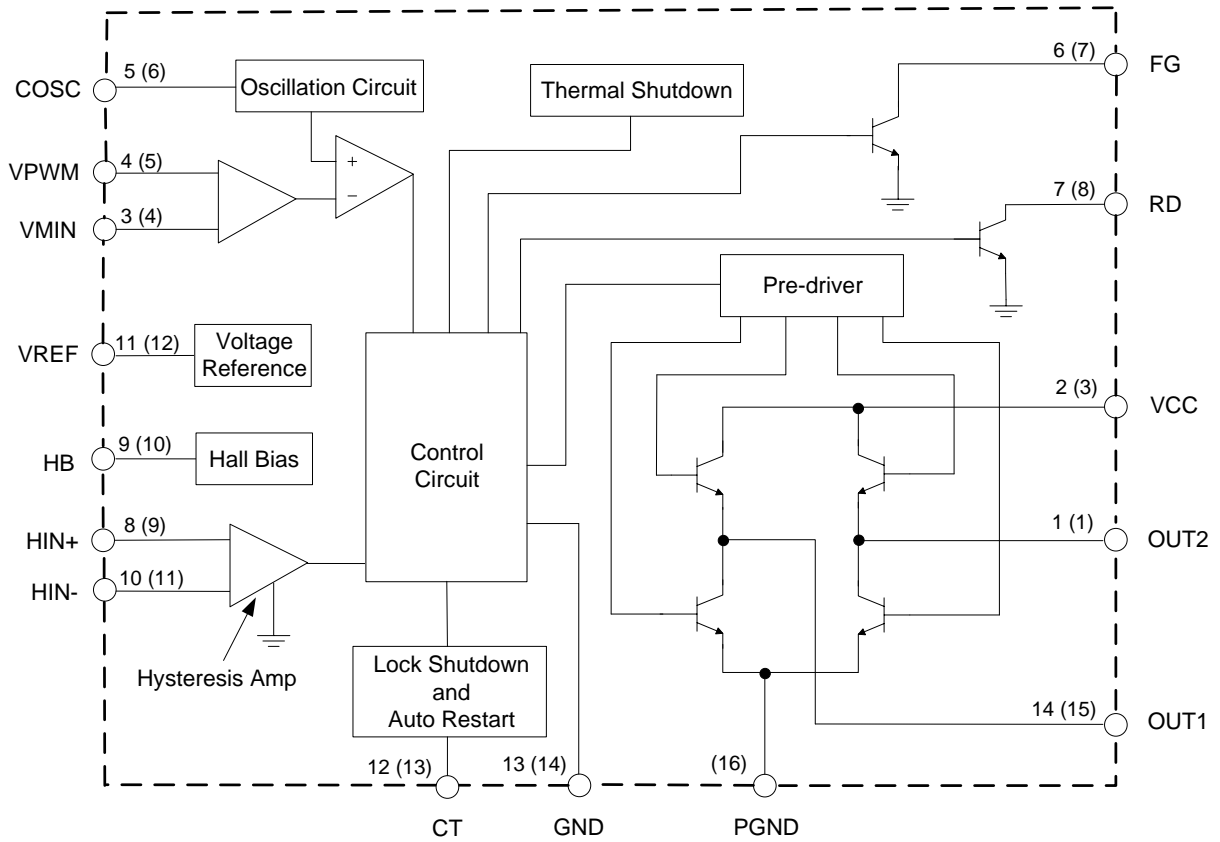 6 (7)
FG
5 (6)
COSC
Oscillation Circuit
Thermal Shutdown
VPWM
4 (5)
+
−
VMIN
3 (4)
7 (8)
RD
Pre-driver
VREF
11 (12)
Voltage
Reference
2 (3)
VCC
HB
9 (10)
Hall Bias
Control
Circuit
HIN+
8 (9)
1 (1)
OUT2
HIN-
10 (11)
Hysteresis Amp
Lock Shutdown
and
Auto Restart
14 (15)
OUT1
12 (13)
13 (14)
(16)
CT
GND
PGND